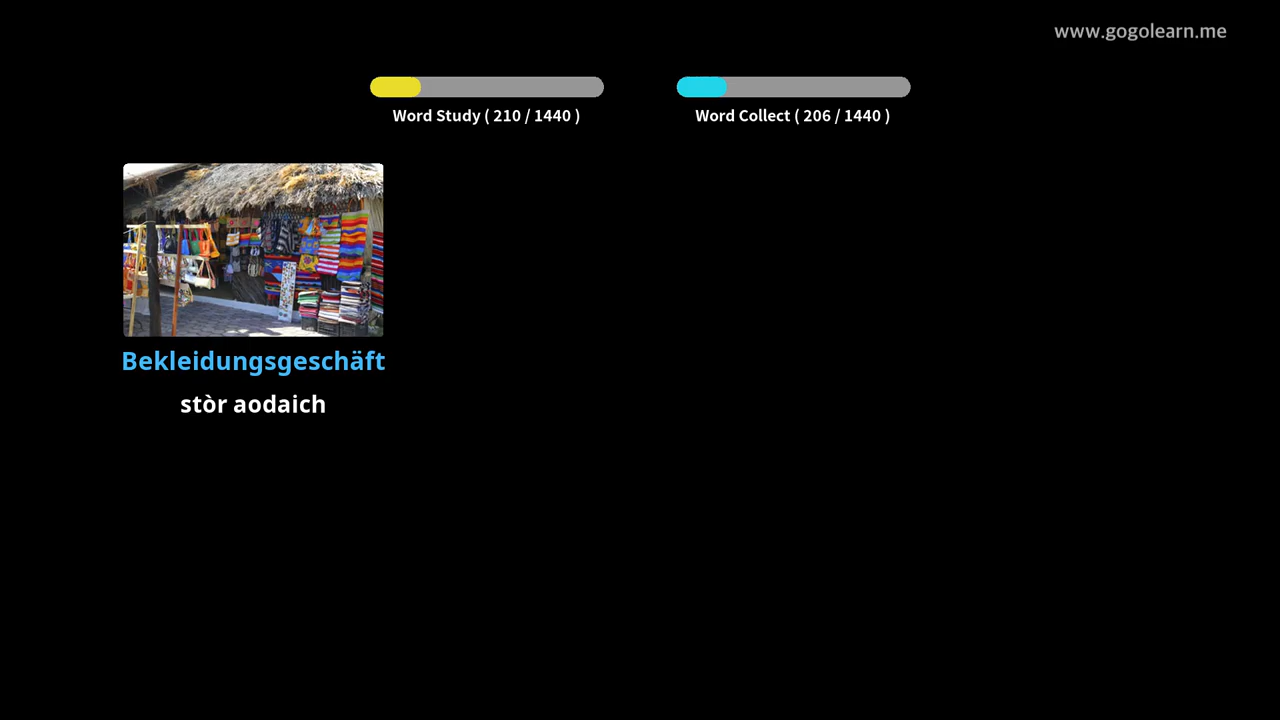 www.gogolearn.me
Word Study ( 210 / 1440 )
Word Collect ( 206 / 1440 )
Bekleidungsgeschäft
stòr aodaich